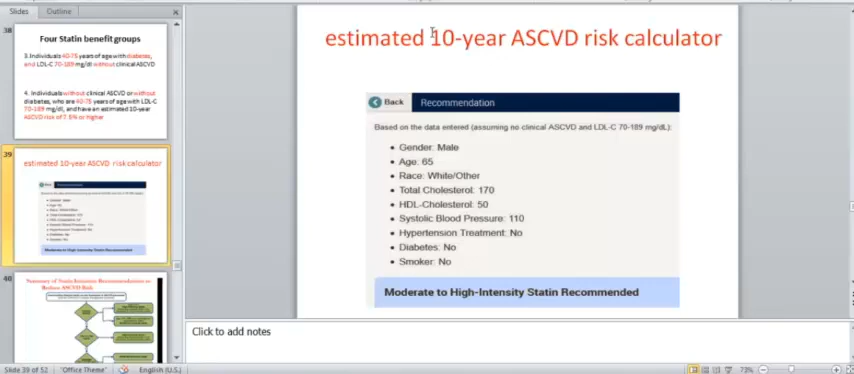 Slides
Outline
38
Four Statin benefit groups
3. Individuals 40-75 years of age with diabetes,
and LDL-C 70-189 mg/dl without clinical ASCVD
4. Individuals without clinical ASCVD or without
diabetes, who are 40-75 years of age with LDL-C
70-189 mg/dl, and have an estimated 10-year
ASCVD risk of 7.5% or higher
39
estimated 10-year ASCVD risk calculator
Moderate to High-Intensity Statin Recommended
40
Summary of Statin Initiation Recommendations to
Reduce ASCVD Risk
estimated 10-year ASCVD risk calculator
Back
Recommendation
Based on the data entered (assuming no clinical ASCVD and LDL-C 70-189 mg/dL):
• Gender: Male
• Age: 65
• Race: White/Other
• Total Cholesterol: 170
• HDL-Cholesterol: 50
• Systolic Blood Pressure: 110
• Hypertension Treatment: No
• Diabetes: No
• Smoker: No
Moderate to High-Intensity Statin Recommended
Click to add notes
Slide 39 of 52
"Office Theme"
English (U.S.)
73%